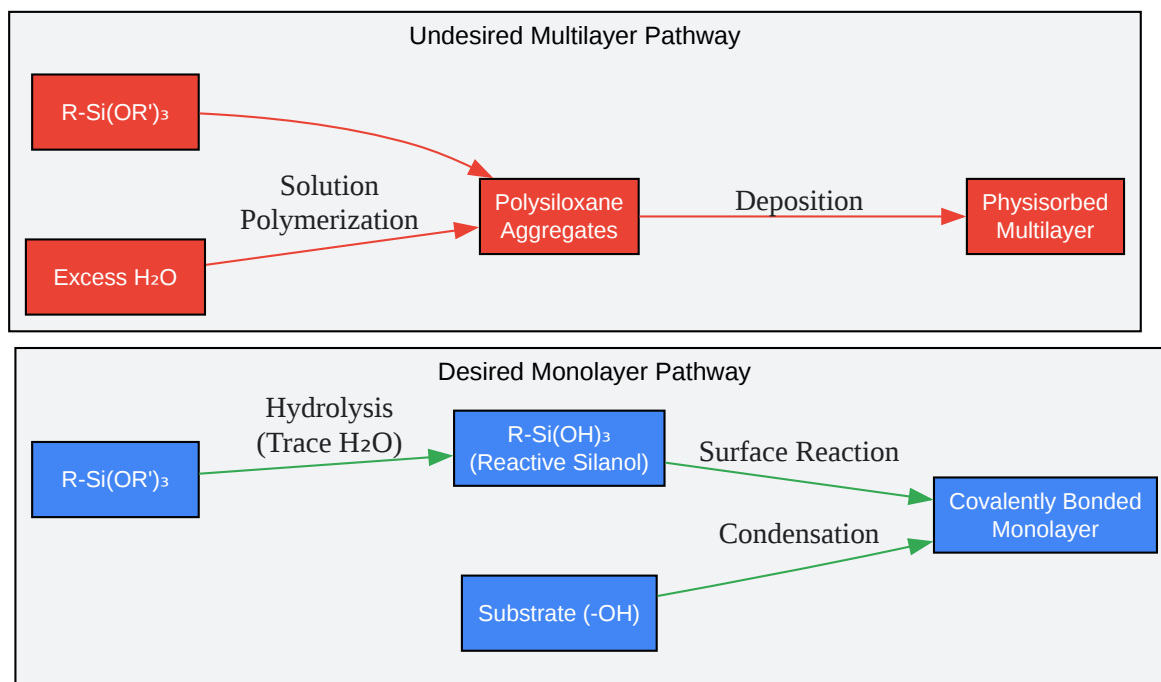 Undesired Multilayer Pathway
R-Si(OR')₃
Solution
Polymerization
Excess H₂O
Polysiloxane
Aggregates
Deposition
Physisorbed
Multilayer
Desired Monolayer Pathway
R-Si(OR')₃
Hydrolysis
(Trace H₂O)
R-Si(OH)₃
(Reactive Silanol)
Surface Reaction
Condensation
Substrate (-OH)
Covalently Bonded
Monolayer